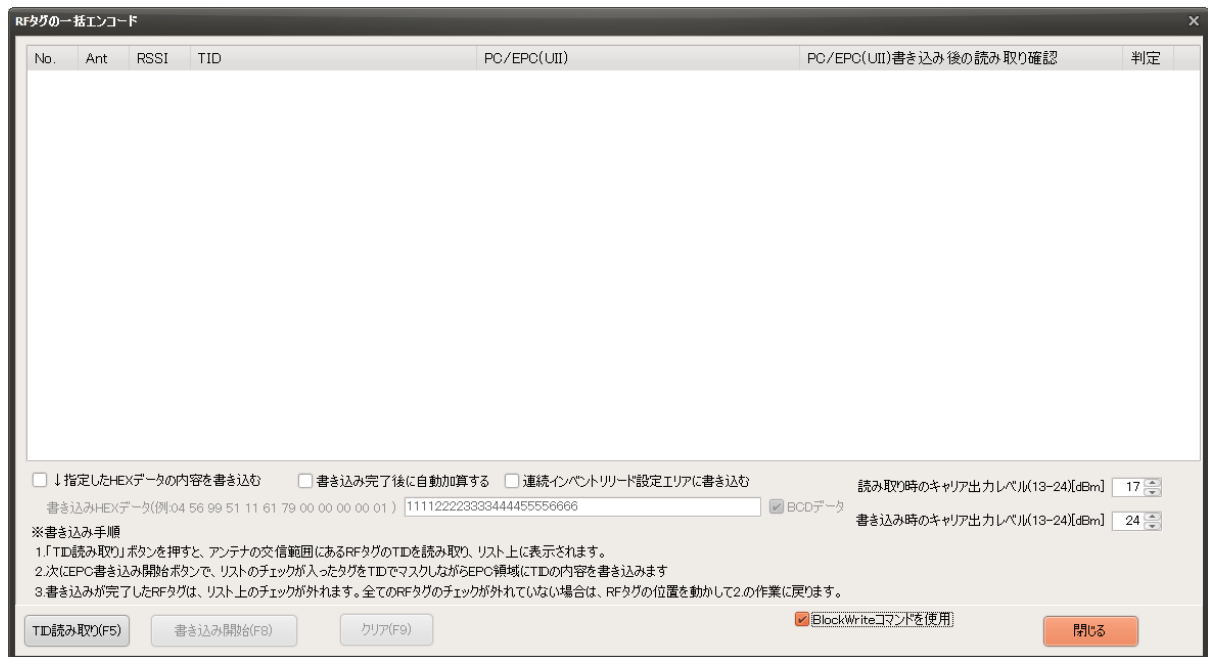 RFタグの一括エンコード
No. Ant RSSI TID PC/EPC(UII) PC/EPC(UII)書き込み後の読み取り確認 判定
↓指定したHEXデータの内容を書き込む 書き込み完了後に自動加算する 連続インベントリリード設定エリアに書き込む
読み取り時のキャリア出力レベル(13-24)[dBm] 17
書き込みHEXデータ(例:04 56 99 51 11 61 79 00 00 00 00 01 ) 1111222223333444455556666 BCDデータ
書き込み時のキャリア出力レベル(13-24)[dBm] 24
※書き込み手順
1.「TID読み取り」ボタンを押すと、アンテナの交信範囲にあるRFタグのTIDを読み取り、リスト上に表示されます。
2.次にEPC書き込み開始ボタンで、リストのチェックが入ったタグをTIDでマスクしながらEPC領域にTIDの内容を書き込みます
3.書き込みが完了したRFタグは、リスト上のチェックが外れます。全てのRFタグのチェックが外れていない場合は、RFタグの位置を動かして2.の作業に戻ります。
TID読み取り(F5) 書き込み開始(F8) クリア(F9) BlockWriteコマンドを使用 閉じる